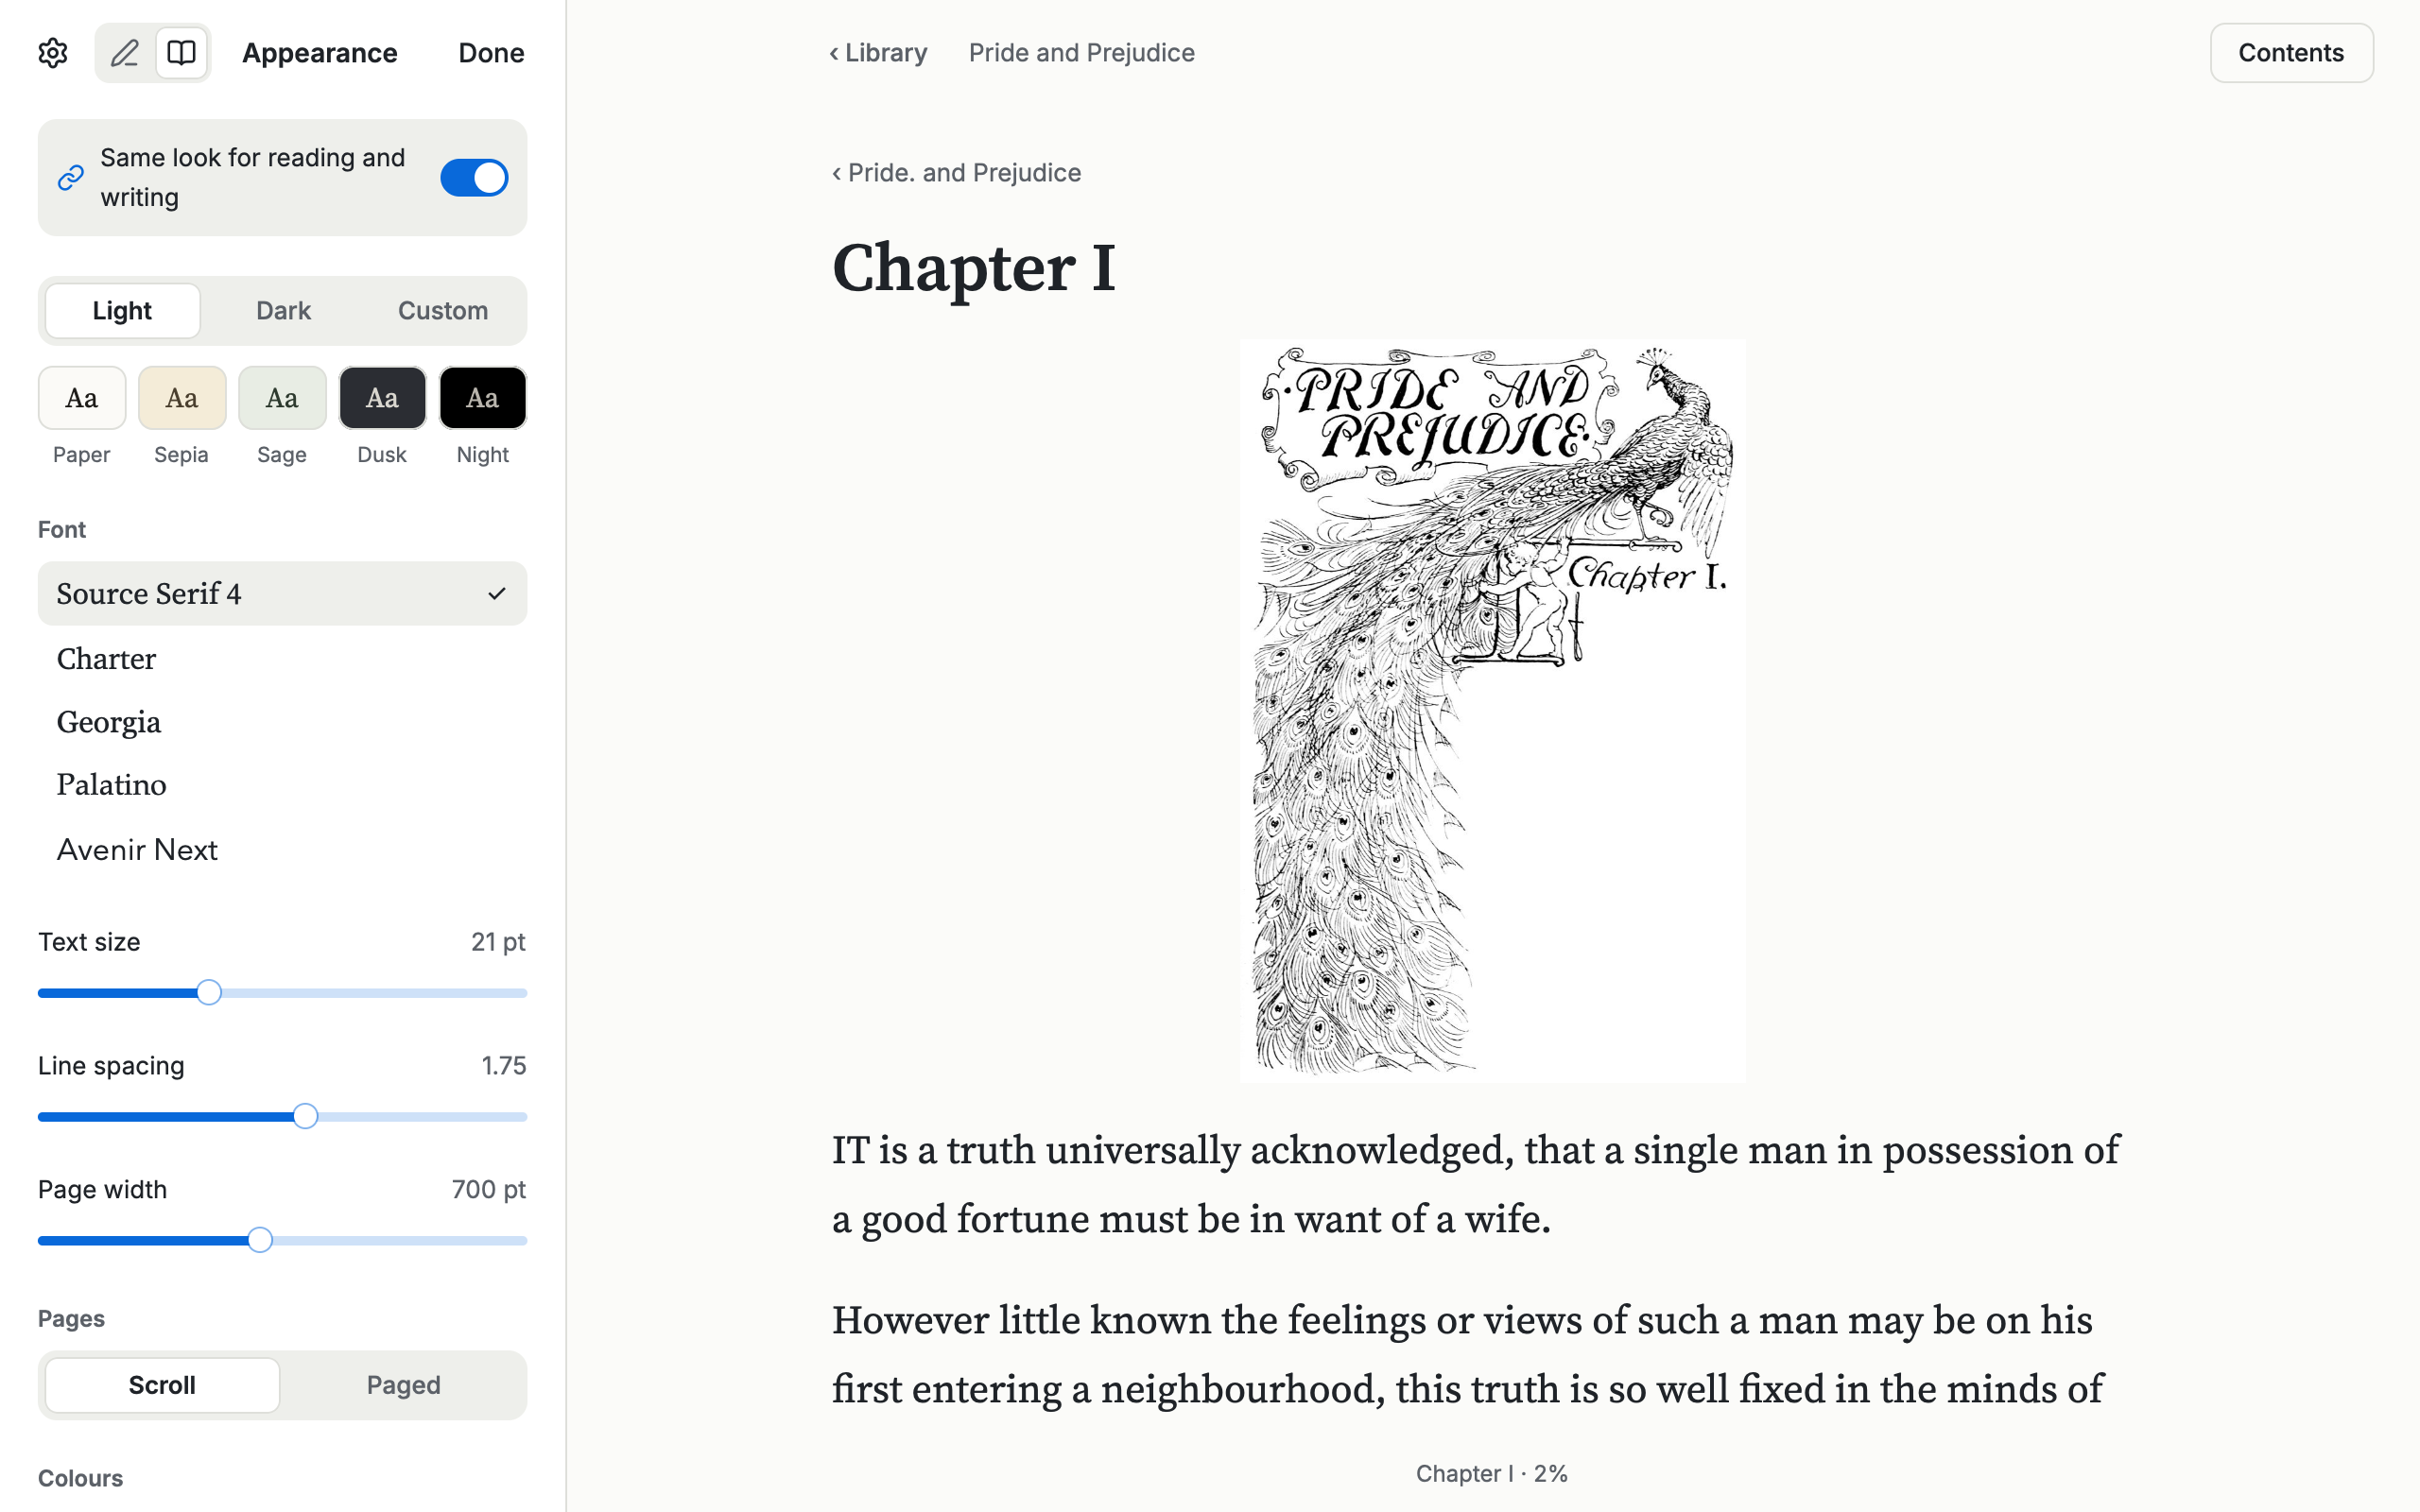 Appearance
Done
Same look for reading and
writing
Light Dark Custom
Aa Aa Aa Aa Aa
Paper Sepia Sage Dusk Night
Font
Source Serif 4
Charter
Georgia
Palatino
Avenir Next
Text size 21 pt
Line spacing 1.75
Page width 700 pt
Pages
Scroll Paged
Colours
‹ Library Pride and Prejudice
Contents
‹ Pride. and Prejudice
Chapter I
·PRIDE AND
PREJUDICE·
Chapter I.
It
IT is a truth universally acknowledged, that a single man in possession of
a good fortune must be in want of a wife.
However little known the feelings or views of such a man may be on his
first entering a neighbourhood, this truth is so well fixed in the minds of
Chapter I · 2%